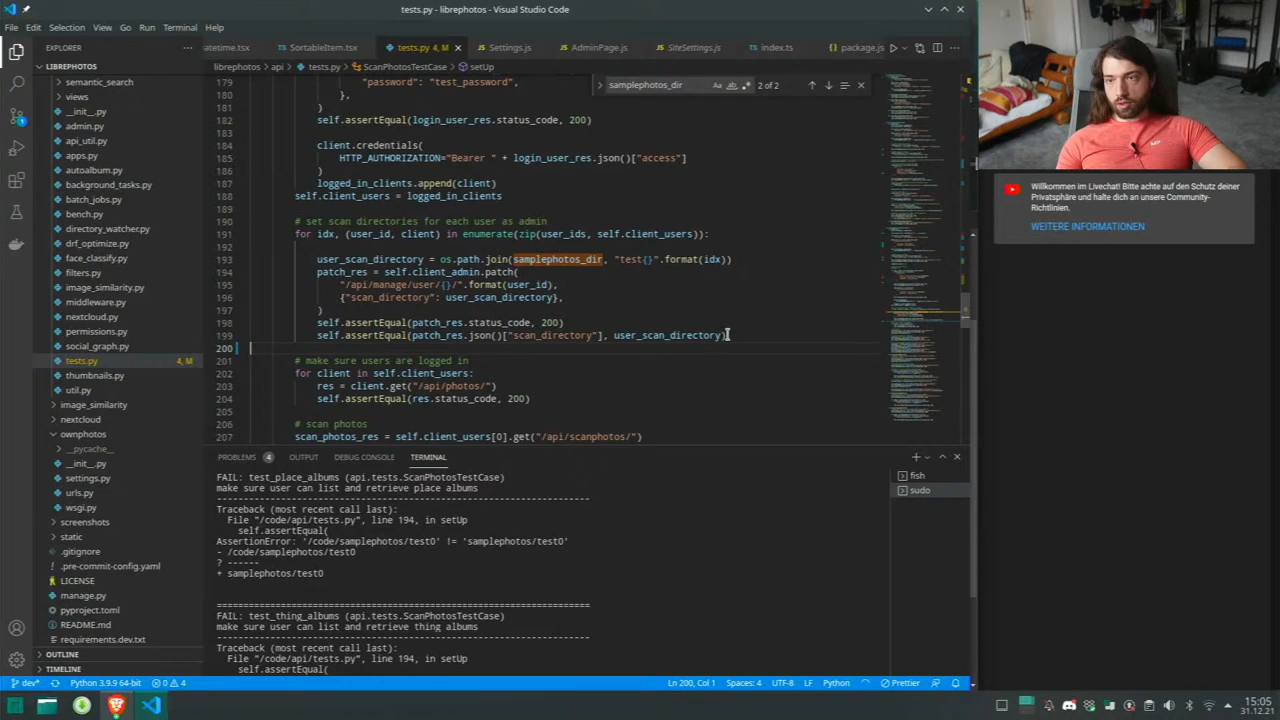 tests.py - librephotos - Visual Studio Code
File Edit Selection View Go Run Terminal Help
EXPLORER
atetime.tsx
SortableItem.tsx
tests.py 4, M
Settings.js
AdminPage.js
SiteSettings.js
index.ts
package.js
LIBREPHOTOS
semantic_search
views
__init__.py
admin.py
api_util.py
apps.py
autoalbum.py
background_tasks.py
batch_jobs.py
bench.py
directory_watcher.py
drf_optimize.py
face_classify.py
filters.py
image_similarity.py
middleware.py
nextcloud.py
permissions.py
social_graph.py
tests.py 4, M
thumbnails.py
util.py
image_similarity
nextcloud
ownphotos
__pycache__
__init__.py
settings.py
urls.py
wsgi.py
screenshots
static
.gitignore
.pre-commit-config.yaml
LICENSE
manage.py
pyproject.toml
README.md
requirements.dev.txt
OUTLINE
TIMELINE
librephotos > api > tests.py > ScanPhotosTestCase > setUp
samplephotos_dir Aa ab 2 of 2
179 "password": "test_password",
180 },
181 )
182 self.assertEqual(login_user_res.status_code, 200)
183
184 client.credentials(
185 HTTP_AUTHORIZATION="Bearer " + login_user_res.json()["access"]
186 )
187 logged_in_clients.append(client)
188 self.client_users = logged_in_clients
189
190 # set scan directories for each user as admin
191 for idx, (user_id, client) in enumerate(zip(user_ids, self.client_users)):
192
193 user_scan_directory = os.path.join(samplephotos_dir, "test{}".format(idx))
194 patch_res = self.client_admin.patch(
195 "/api/manage/user/{}/".format(user_id),
196 {"scan_directory": user_scan_directory},
197 )
198 self.assertEqual(patch_res.status_code, 200)
199 self.assertEqual(patch_res.json()["scan_directory"], user_scan_directory)
200
201 # make sure users are logged in
202 for client in self.client_users:
203 res = client.get("/api/photos/")
204 self.assertEqual(res.status_code, 200)
205
206 # scan photos
207 scan_photos_res = self.client_users[0].get("/api/scanphotos/")
PROBLEMS 4 OUTPUT DEBUG CONSOLE TERMINAL
FAIL: test_place_albums (api.tests.ScanPhotosTestCase)
make sure user can list and retrieve place albums
----------------------------------------------------------------------
Traceback (most recent call last):
File "/code/api/tests.py", line 194, in setUp
self.assertEqual(
AssertionError: '/code/samplephotos/test0' != 'samplephotos/test0'
- /code/samplephotos/test0
? ------
+ samplephotos/test0
======================================================================
FAIL: test_thing_albums (api.tests.ScanPhotosTestCase)
make sure user can list and retrieve thing albums
----------------------------------------------------------------------
Traceback (most recent call last):
File "/code/api/tests.py", line 194, in setUp
self.assertEqual(
fish
sudo
Willkommen im Livechat! Bitte achte auf den Schutz deiner
Privatsphäre und halte dich an unsere Community-
Richtlinien.
WEITERE INFORMATIONEN
dev* Python 3.9.9 64-bit 0 4
Ln 200, Col 1 Spaces: 4 UTF-8 LF Python Prettier
15:05
31.12.21